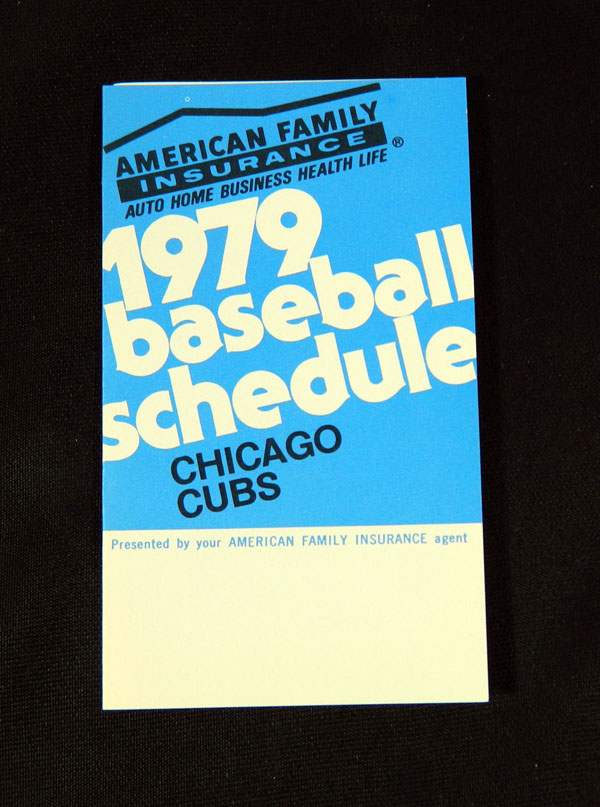 AMERICAN FAMILY
INSURANCE ®
AUTO HOME BUSINESS HEALTH LIFE
1979
baseball
schedule
CHICAGO
CUBS
Presented by your AMERICAN FAMILY INSURANCE agent